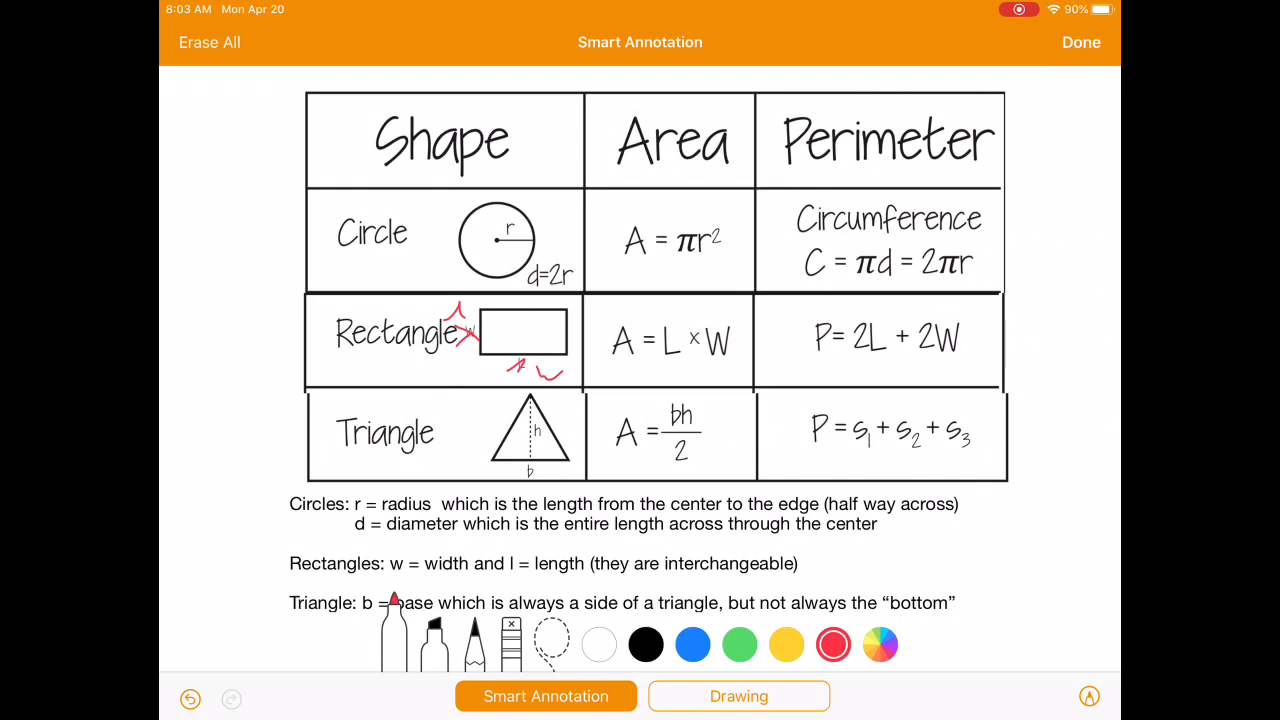 8:03 AM Mon Apr 20 90%
Erase All Smart Annotation Done
Shape Area Perimeter
Circle r d=2r A = πr² Circumference
C = πd = 2πr
Rectangle l w w A = L × W P= 2L + 2W
Triangle h b A = bh/2 P = s₁ + s₂ + s₃
Circles: r = radius which is the length from the center to the edge (half way across)
d = diameter which is the entire length across through the center
Rectangles: w = width and l = length (they are interchangeable)
Triangle: b = base which is always a side of a triangle, but not always the “bottom”
Smart Annotation Drawing